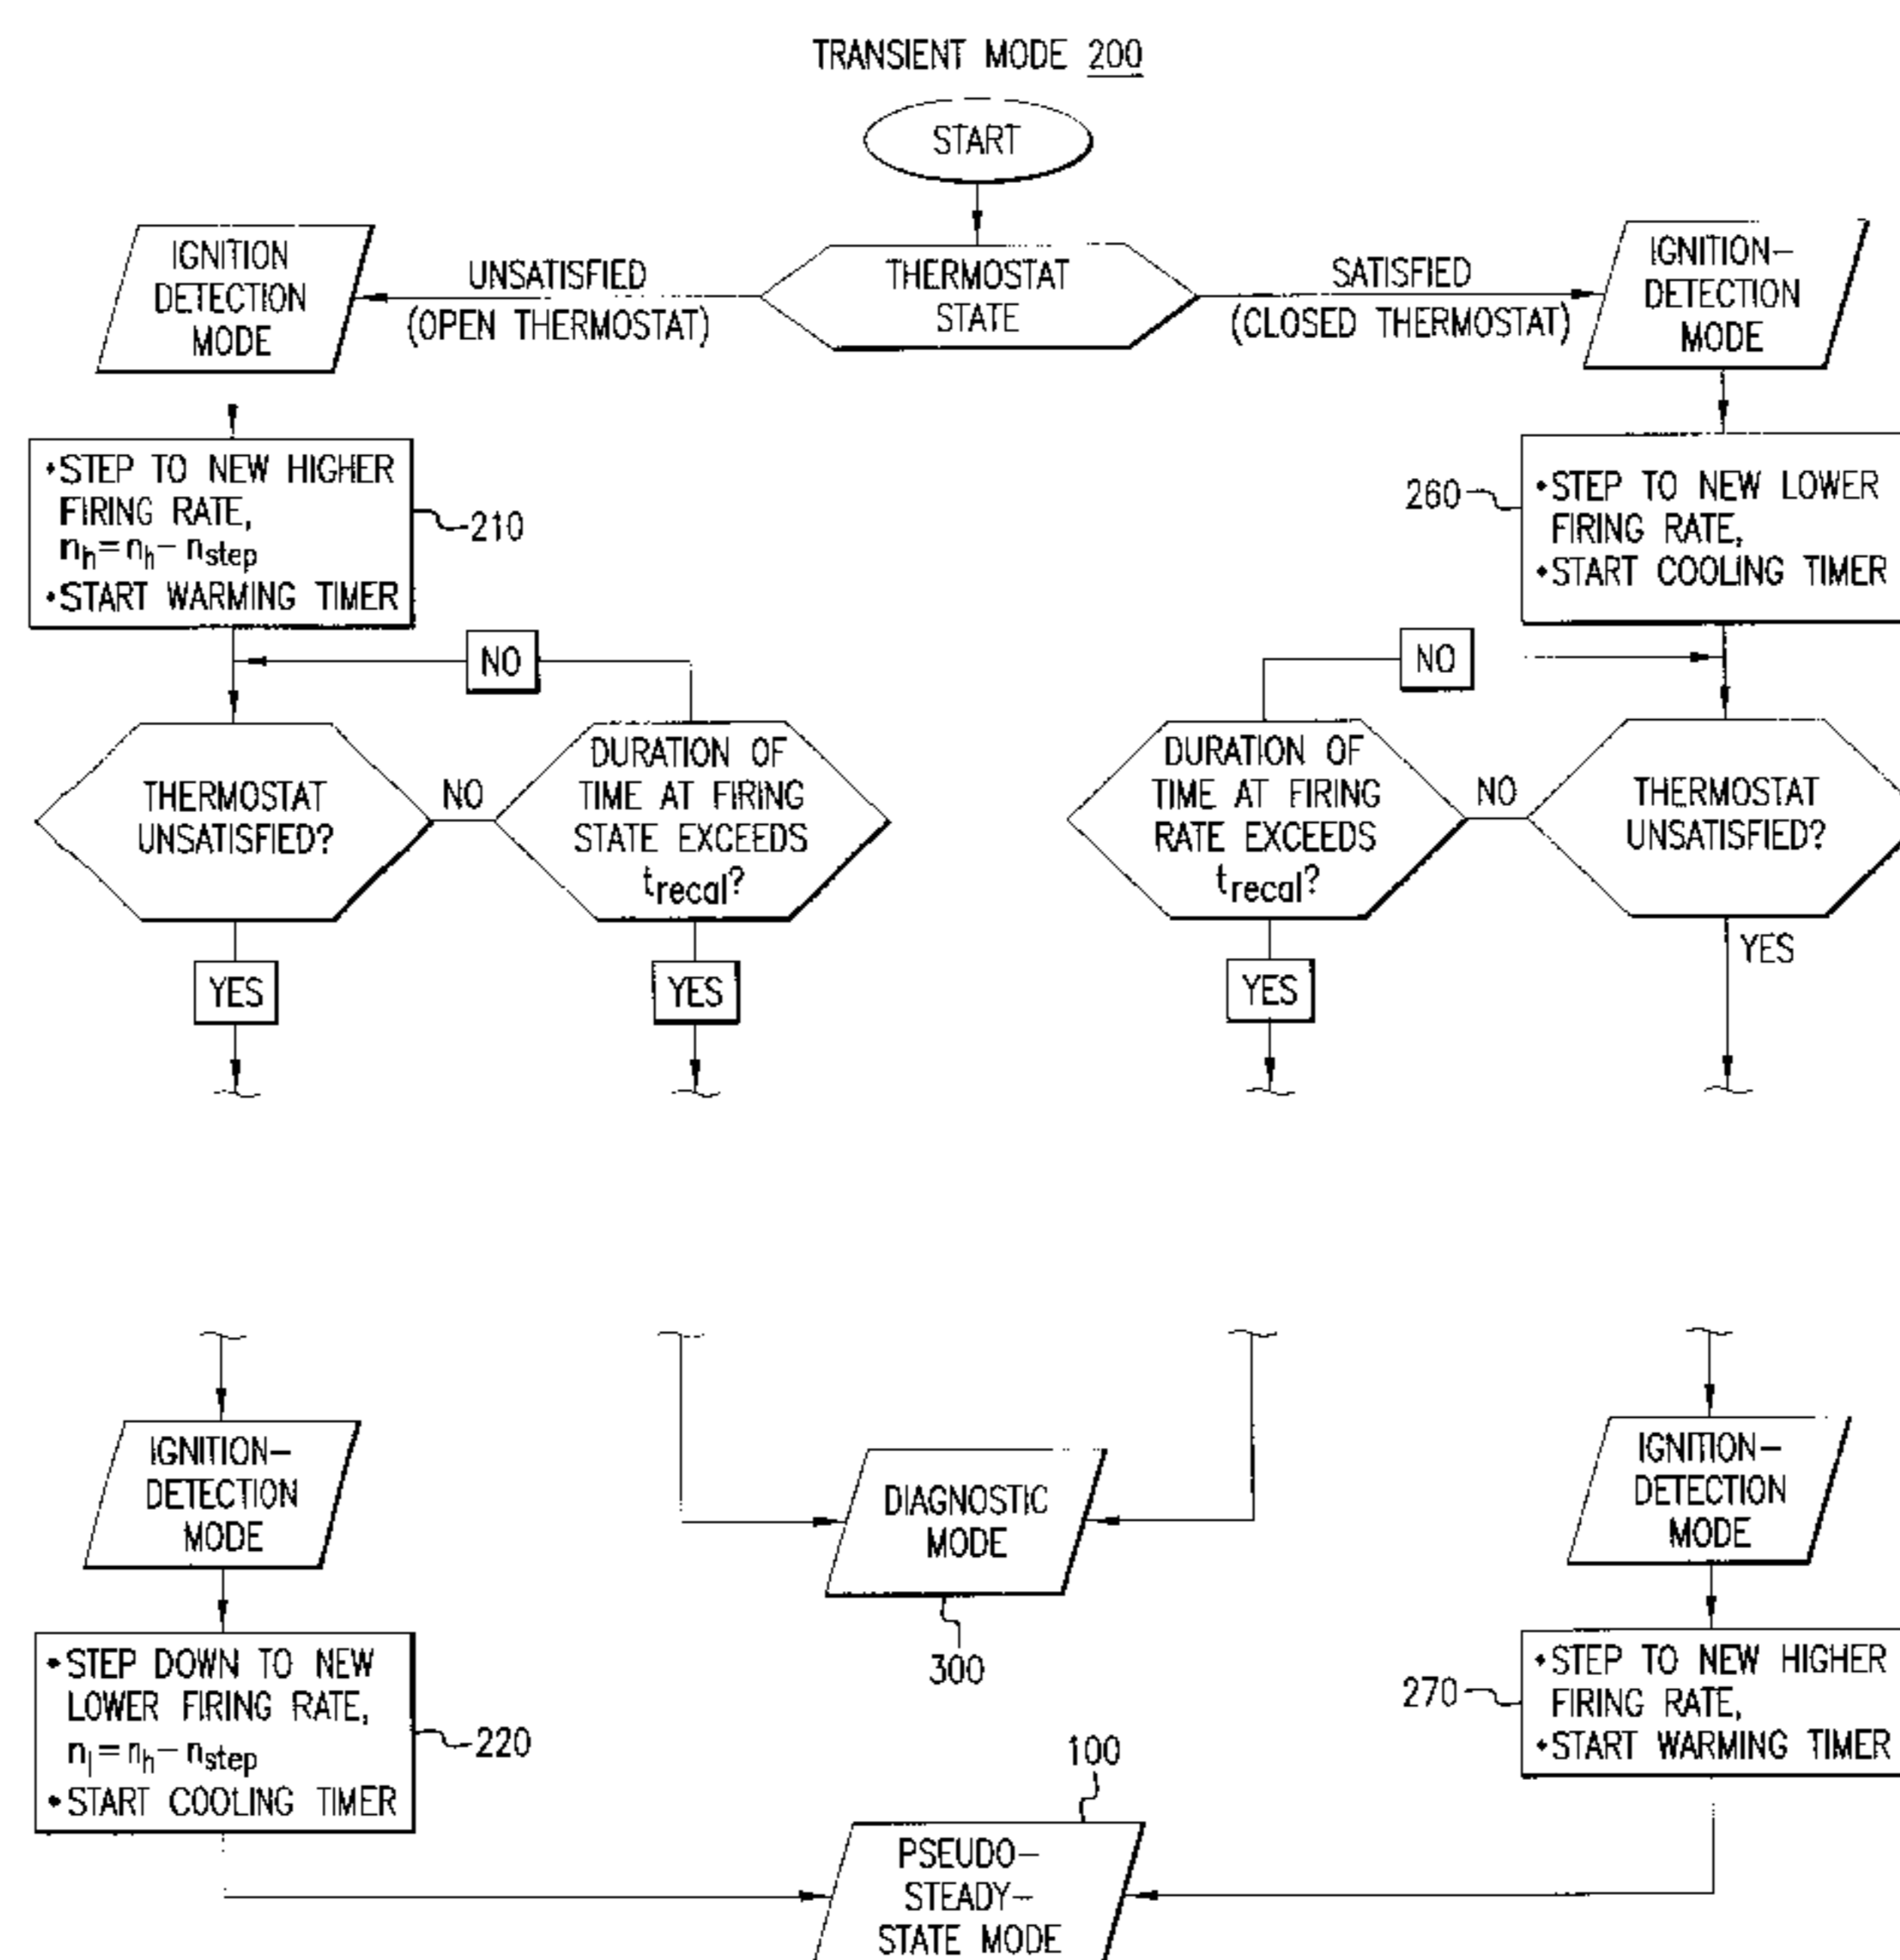 TRANSIENT MODE 200
START
IGNITION
DETECTION
MODE
UNSATISFIED
(OPEN THERMOSTAT)
THERMOSTAT
STATE
SATISFIED
(CLOSED THERMOSTAT)
IGNITION-
DETECTION
MODE
•STEP TO NEW HIGHER
FIRING RATE,
nh=nh-nstep
•START WARMING TIMER
210
260
•STEP TO NEW LOWER
FIRING RATE,
•START COOLING TIMER
NO
NO
THERMOSTAT
UNSATISFIED?
NO
DURATION OF
TIME AT FIRING
STATE EXCEEDS
trecal?
DURATION OF
TIME AT FIRING
RATE EXCEEDS
trecal?
NO
THERMOSTAT
UNSATISFIED?
YES
YES
YES
YES
IGNITION-
DETECTION
MODE
DIAGNOSTIC
MODE
300
IGNITION-
DETECTION
MODE
•STEP DOWN TO NEW
LOWER FIRING RATE,
nl=nh-nstep
•START COOLING TIMER
220
270
•STEP TO NEW HIGHER
FIRING RATE,
•START WARMING TIMER
100
PSEUDO-
STEADY-
STATE MODE